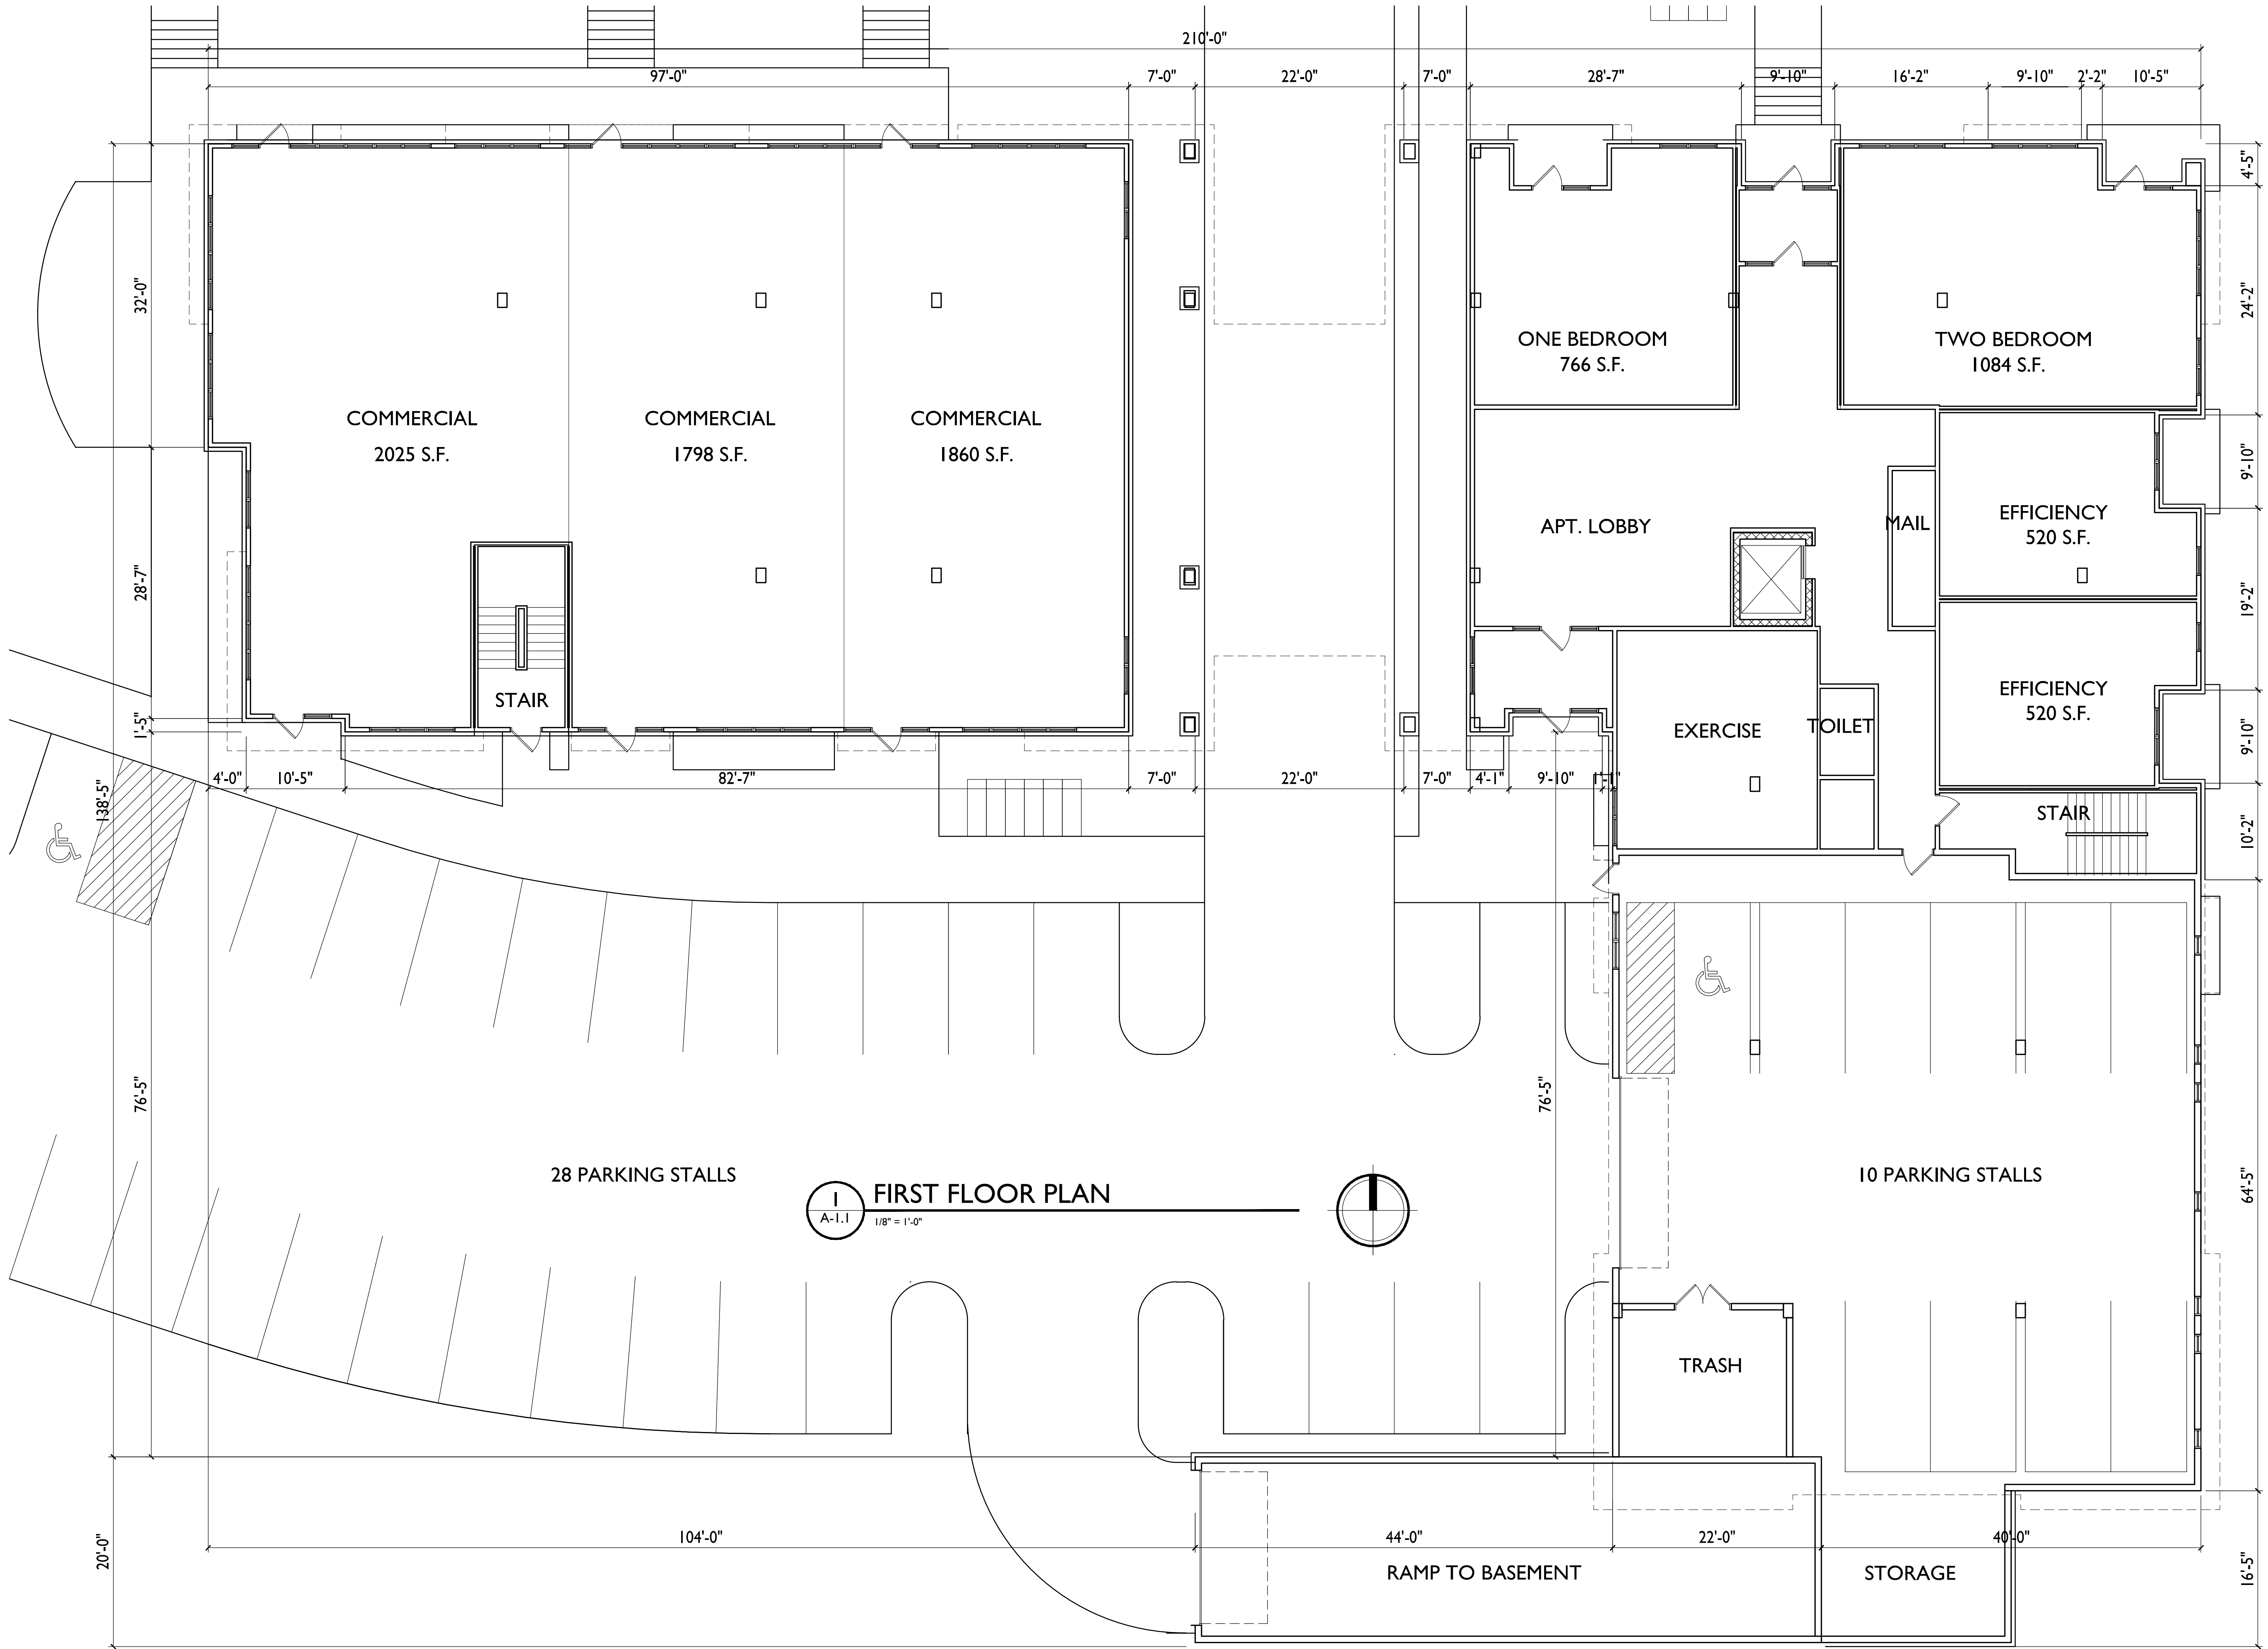 210'-0"
97'-0"
7'-0"
22'-0"
7'-0"
28'-7"
9'-10"
16'-2"
9'-10"
2'-2"
10'-5"
4'-5"
32'-0"
24'-2"
ONE BEDROOM
766 S.F.
TWO BEDROOM
1084 S.F.
COMMERCIAL
2025 S.F.
COMMERCIAL
1798 S.F.
COMMERCIAL
1860 S.F.
9'-10"
APT. LOBBY
MAIL
EFFICIENCY
520 S.F.
28'-7"
19'-2"
STAIR
EFFICIENCY
520 S.F.
1'-5"
EXERCISE
TOILET
9'-10"
4'-0"
10'-5"
82'-7"
7'-0"
22'-0"
7'-0"
4'-1"
9'-10"
1'-1"
138'-5"
STAIR
10'-2"
76'-5"
76'-5"
28 PARKING STALLS
10 PARKING STALLS
64'-5"
1
A-1.1
FIRST FLOOR PLAN
1/8" = 1'-0"
TRASH
20'-0"
104'-0"
44'-0"
22'-0"
40'-0"
RAMP TO BASEMENT
STORAGE
16'-5"